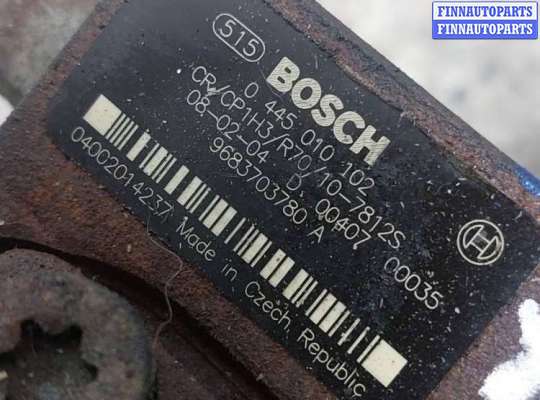 FINNAUTOPARTS
FINNAUTOPARTS
515 BOSCH
0 445 010 102
CR/CP1H3/R70/10-7812S
08-02-04 D 00407 00035
9683703780 A
040020142371 Made in Czech. Republic